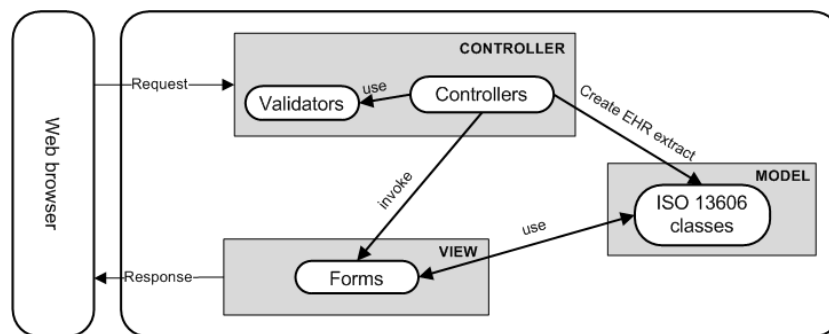 CONTROLLER
Request
use
Validators
Controllers
Create EHR extract
Web browser
MODEL
invoke
ISO 13606
classes
use
VIEW
Response
Forms